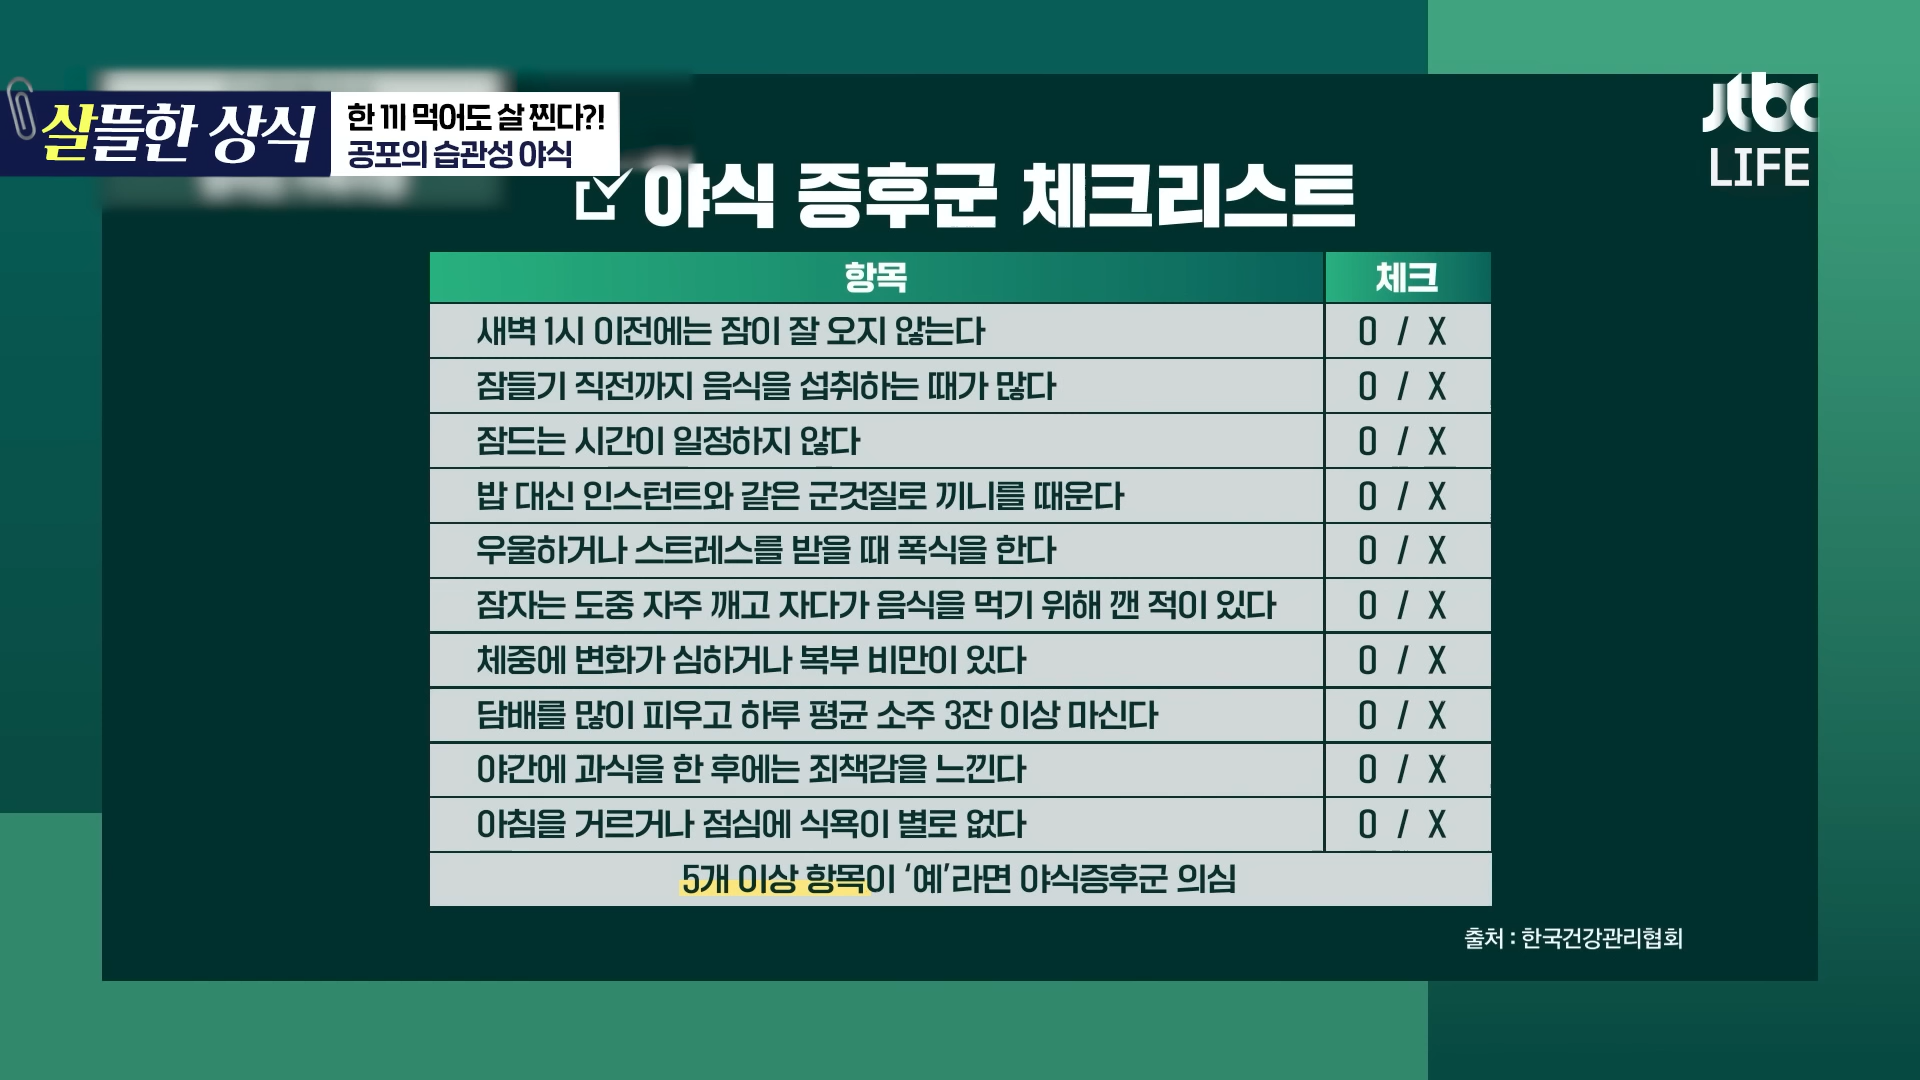 살뜰한 상식
한 끼 먹어도 살 찐다?!
공포의 습관성 야식
jtbc
LIFE
야식 증후군 체크리스트
항목 체크
새벽 1시 이전에는 잠이 잘 오지 않는다 O / X
잠들기 직전까지 음식을 섭취하는 때가 많다 O / X
잠드는 시간이 일정하지 않다 O / X
밥 대신 인스턴트와 같은 군것질로 끼니를 때운다 O / X
우울하거나 스트레스를 받을 때 폭식을 한다 O / X
잠자는 도중 자주 깨고 자다가 음식을 먹기 위해 깬 적이 있다 O / X
체중에 변화가 심하거나 복부 비만이 있다 O / X
담배를 많이 피우고 하루 평균 소주 3잔 이상 마신다 O / X
야간에 과식을 한 후에는 죄책감을 느낀다 O / X
아침을 거르거나 점심에 식욕이 별로 없다 O / X
5개 이상 항목이 ‘예’라면 야식증후군 의심
출처 : 한국건강관리협회